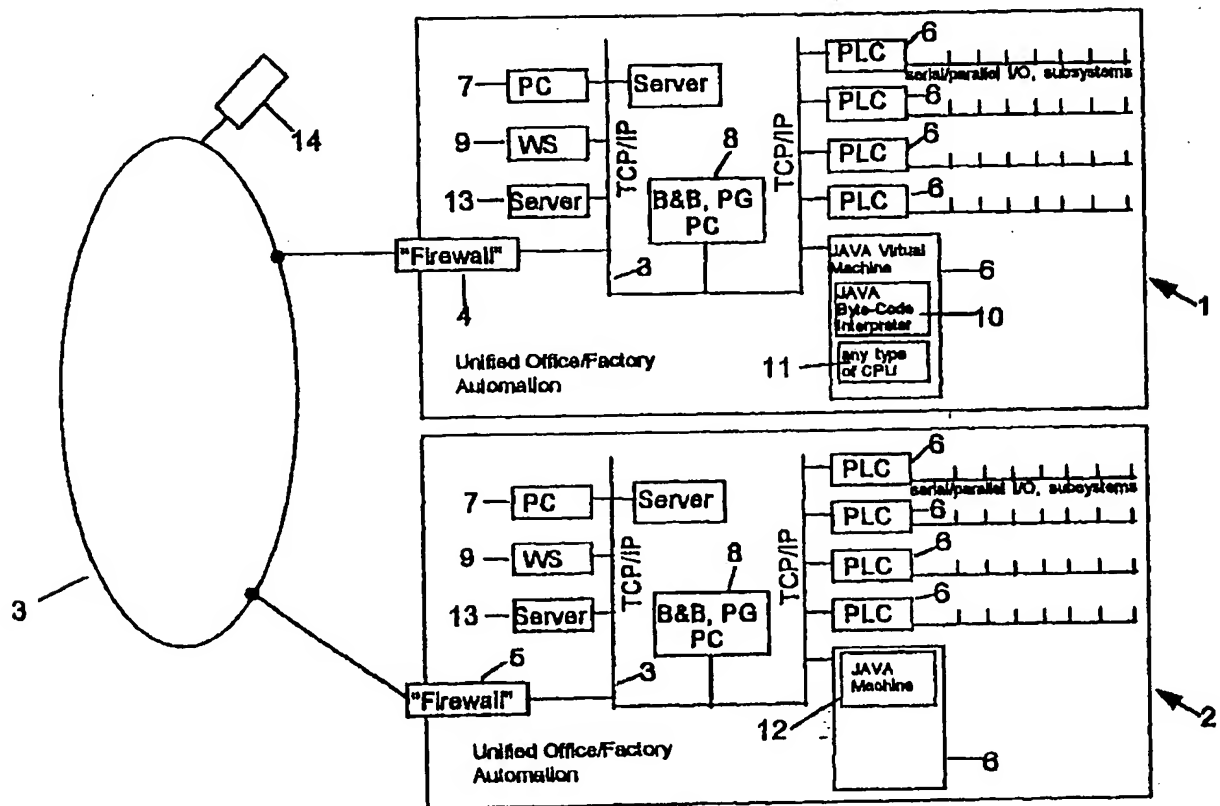 14
7
PC
Server
9
WS
13
Server
TCP/IP
8
B&B, PG
PC
TCP/IP
PLC
6
serial/parallel I/O, subsystems
PLC
6
PLC
6
PLC
6
"Firewall"
4
3
JAVA Virtual
Machine
6
JAVA
Byte-Code
Interpreter
10
11
any type
of CPU
1
Unified Office/Factory
Automation
3
7
PC
Server
9
WS
13
Server
TCP/IP
8
B&B, PG
PC
TCP/IP
PLC
6
serial/parallel I/O, subsystems
PLC
6
PLC
6
PLC
6
5
"Firewall"
3
JAVA
Machine
12
6
2
Unified Office/Factory
Automation